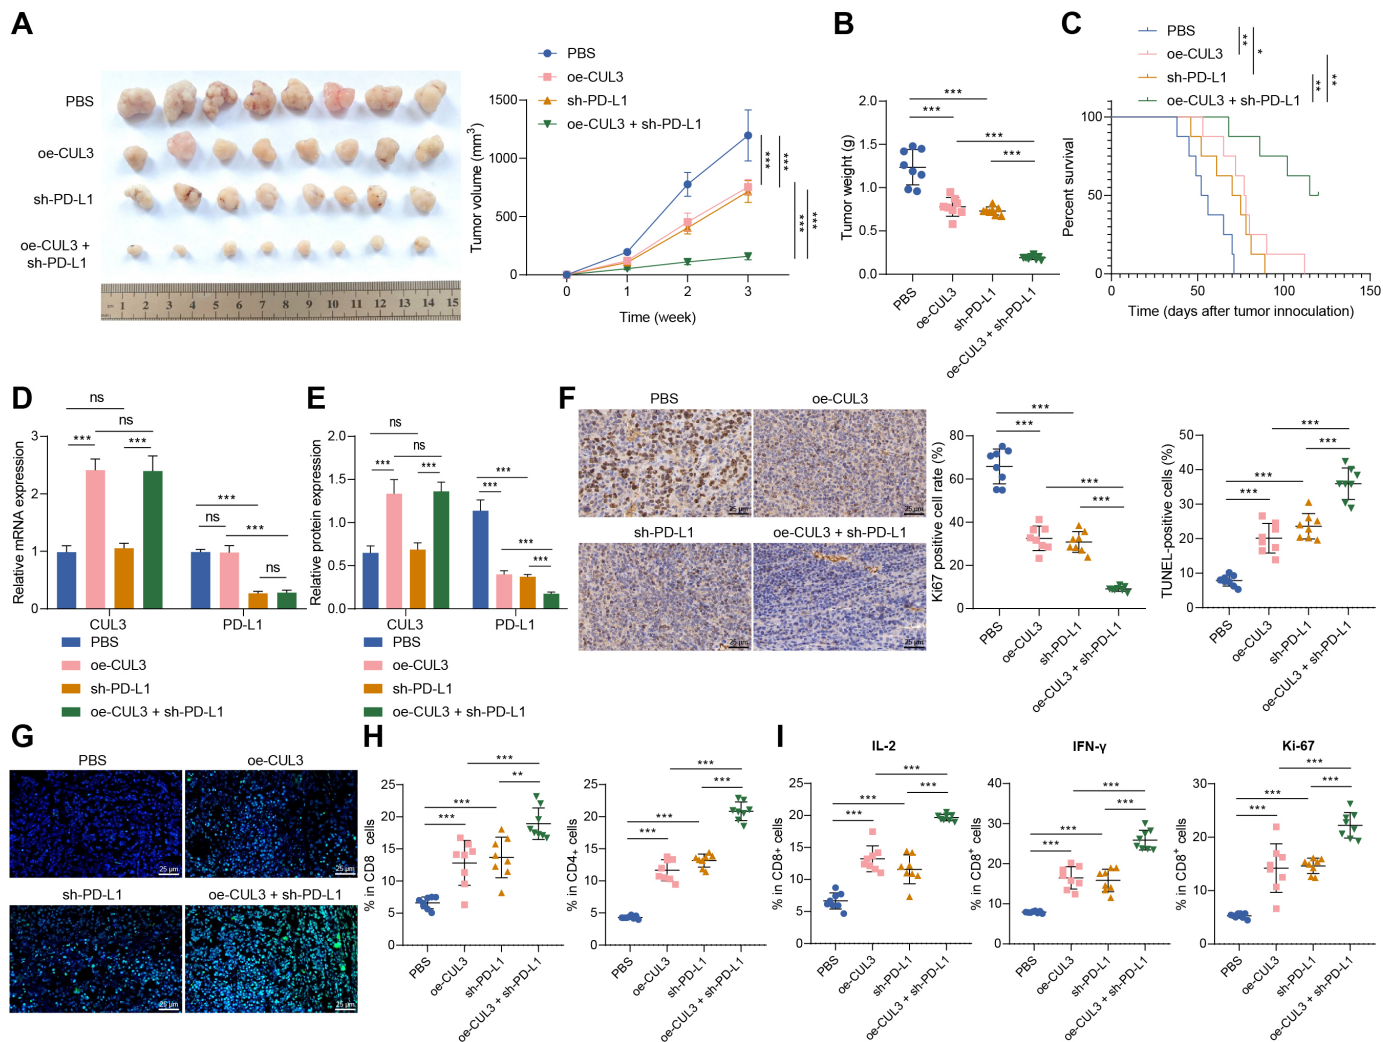 A
PBS
oe-CUL3
sh-PD-L1
oe-CUL3 +
sh-PD-L1
1 2 3 4 5 6 7 8 9 10 11 12 13 14 15
PBS
oe-CUL3
sh-PD-L1
oe-CUL3 + sh-PD-L1
Tumor volume (mm³)
1500
1000
500
0
0 1 2 3
Time (week)
*** *** *** ***
B
Tumor weight (g)
2.0
1.5
1.0
0.5
0.0
***
***
***
***
PBS
oe-CUL3
sh-PD-L1
oe-CUL3 + sh-PD-L1
C
PBS
oe-CUL3
sh-PD-L1
oe-CUL3 + sh-PD-L1
** * ** **
Percent survival
100
50
0
0 50 100 150
Time (days after tumor innoculation)
D
Relative mRNA expression
3
2
1
0
ns
ns
*** ***
***
ns ***
ns
CUL3 PD-L1
PBS
oe-CUL3
sh-PD-L1
oe-CUL3 + sh-PD-L1
E
Relative protein expression
2.0
1.5
1.0
0.5
0.0
ns
ns
*** ***
***
***
***
***
CUL3 PD-L1
PBS
oe-CUL3
sh-PD-L1
oe-CUL3 + sh-PD-L1
F
PBS oe-CUL3
25 μm 25 μm
sh-PD-L1 oe-CUL3 + sh-PD-L1
25 μm 25 μm
Ki67 positive cell rate (%)
80
60
40
20
0
***
***
***
***
PBS
oe-CUL3
sh-PD-L1
oe-CUL3 + sh-PD-L1
TUNEL-positive cells (%)
50
40
30
20
10
0
***
***
***
***
PBS
oe-CUL3
sh-PD-L1
oe-CUL3 + sh-PD-L1
G
PBS oe-CUL3
25 μm 25 μm
sh-PD-L1 oe-CUL3 + sh-PD-L1
25 μm 25 μm
H
% in CD8 cells
25
20
15
10
5
0
***
**
***
***
PBS
oe-CUL3
sh-PD-L1
oe-CUL3 + sh-PD-L1
% in CD4+ cells
25
20
15
10
5
0
***
***
***
***
PBS
oe-CUL3
sh-PD-L1
oe-CUL3 + sh-PD-L1
I
IL-2
% in CD8+ cells
25
20
15
10
5
0
***
***
***
***
PBS
oe-CUL3
sh-PD-L1
oe-CUL3 + sh-PD-L1
IFN-γ
% in CD8⁺ cells
40
30
20
10
0
***
***
***
***
PBS
oe-CUL3
sh-PD-L1
oe-CUL3 + sh-PD-L1
Ki-67
% in CD8⁺ cells
30
20
10
0
***
***
***
***
PBS
oe-CUL3
sh-PD-L1
oe-CUL3 + sh-PD-L1